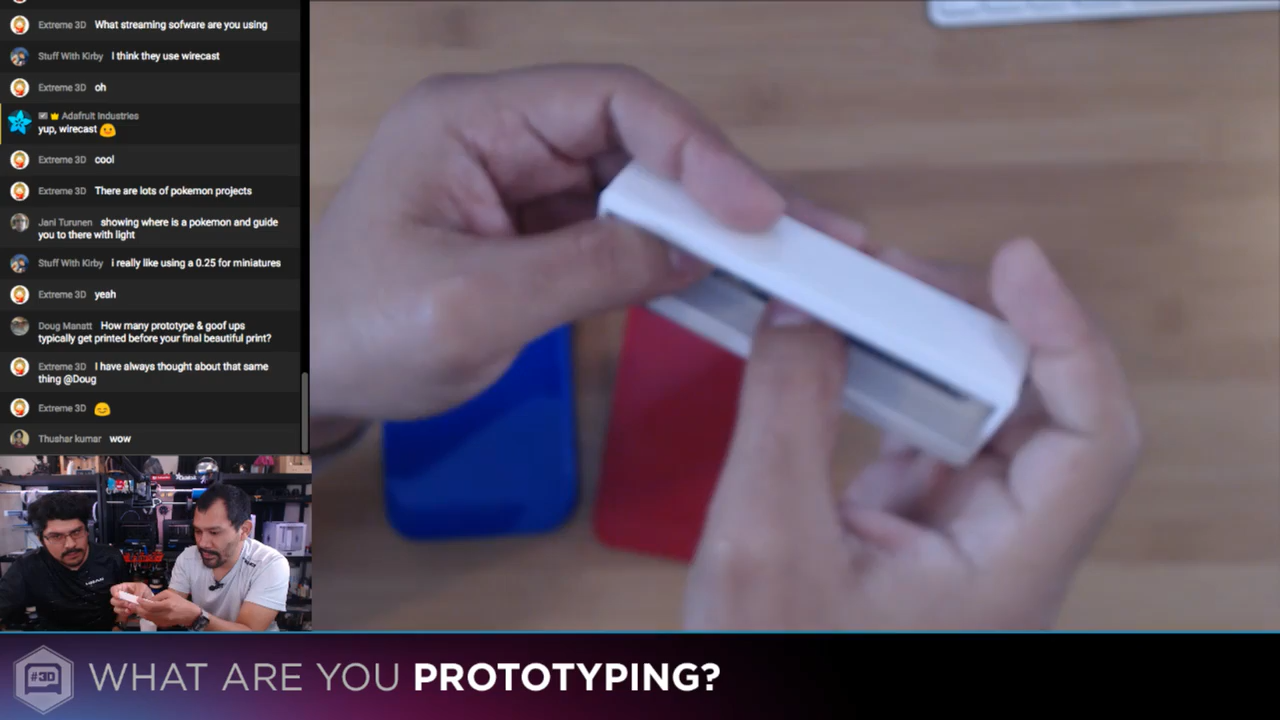 Extreme 3D What streaming sofware are you using
Stuff With Kirby I think they use wirecast
Extreme 3D oh
Adafruit Industries
yup, wirecast
Extreme 3D cool
Extreme 3D There are lots of pokemon projects
Jani Turunen showing where is a pokemon and guide
you to there with light
Stuff With Kirby i really like using a 0.25 for miniatures
Extreme 3D yeah
Doug Manatt How many prototype & goof ups
typically get printed before your final beautiful print?
Extreme 3D I have always thought about that same
thing @Doug
Extreme 3D
Thushar kumar wow
#3D
WHAT ARE YOU PROTOTYPING?